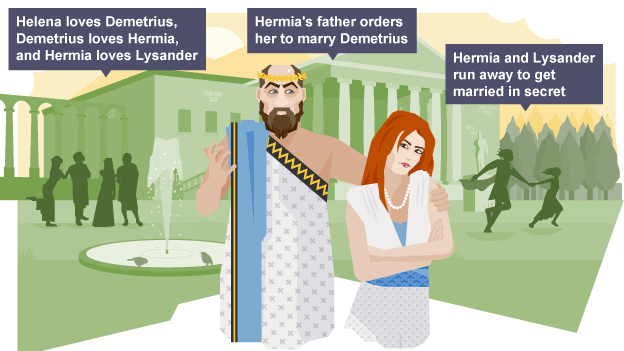 Helena loves Demetrius,
Demetrius loves Hermia,
and Hermia loves Lysander
Hermia's father orders
her to marry Demetrius
Hermia and Lysander
run away to get
married in secret